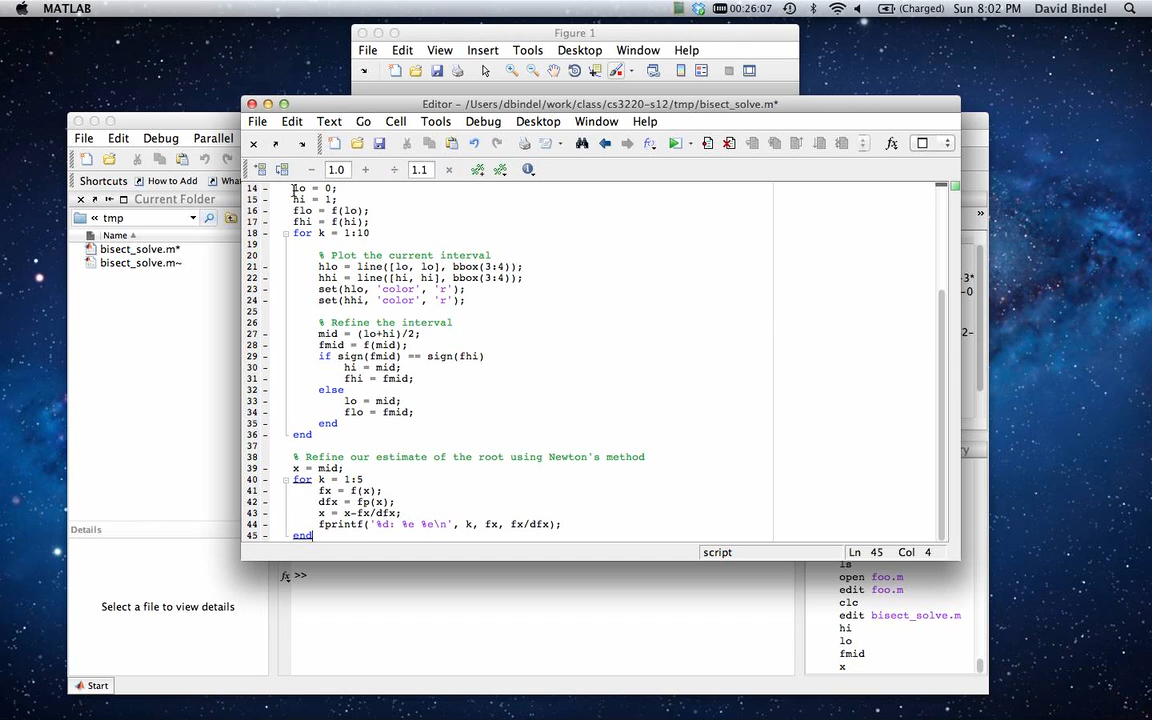 MATLAB 00:26:07 (Charged) Sun 8:02 PM David Bindel
Figure 1
File Edit View Insert Tools Desktop Window Help
Editor - /Users/dbindel/work/class/cs3220-s12/tmp/bisect_solve.m*
File Edit Text Go Cell Tools Debug Desktop Window Help
1.0 1.1
File Edit Debug Parallel
Shortcuts How to Add
Current Folder
« tmp
Name
bisect_solve.m*
bisect_solve.m~
Details
Select a file to view details
Start
14 - lo = 0;
15 - hi = 1;
16 - flo = f(lo);
17 - fhi = f(hi);
18 - for k = 1:10
19
20 % Plot the current interval
21 - hlo = line([lo, lo], bbox(3:4));
22 - hhi = line([hi, hi], bbox(3:4));
23 - set(hlo, 'color', 'r');
24 - set(hhi, 'color', 'r');
25
26 % Refine the interval
27 - mid = (lo+hi)/2;
28 - fmid = f(mid);
29 - if sign(fmid) == sign(fhi)
30 - hi = mid;
31 - fhi = fmid;
32 - else
33 - lo = mid;
34 - flo = fmid;
35 - end
36 - end
37
38 % Refine our estimate of the root using Newton's method
39 - x = mid;
40 - for k = 1:5
41 - fx = f(x);
42 - dfx = fp(x);
43 - x = x-fx/dfx;
44 - fprintf('%d: %e %e\n', k, fx, fx/dfx);
45 - end
script Ln 45 Col 4
fx >>
ls
open foo.m
edit foo.m
clc
edit bisect_solve.m
hi
lo
fmid
x